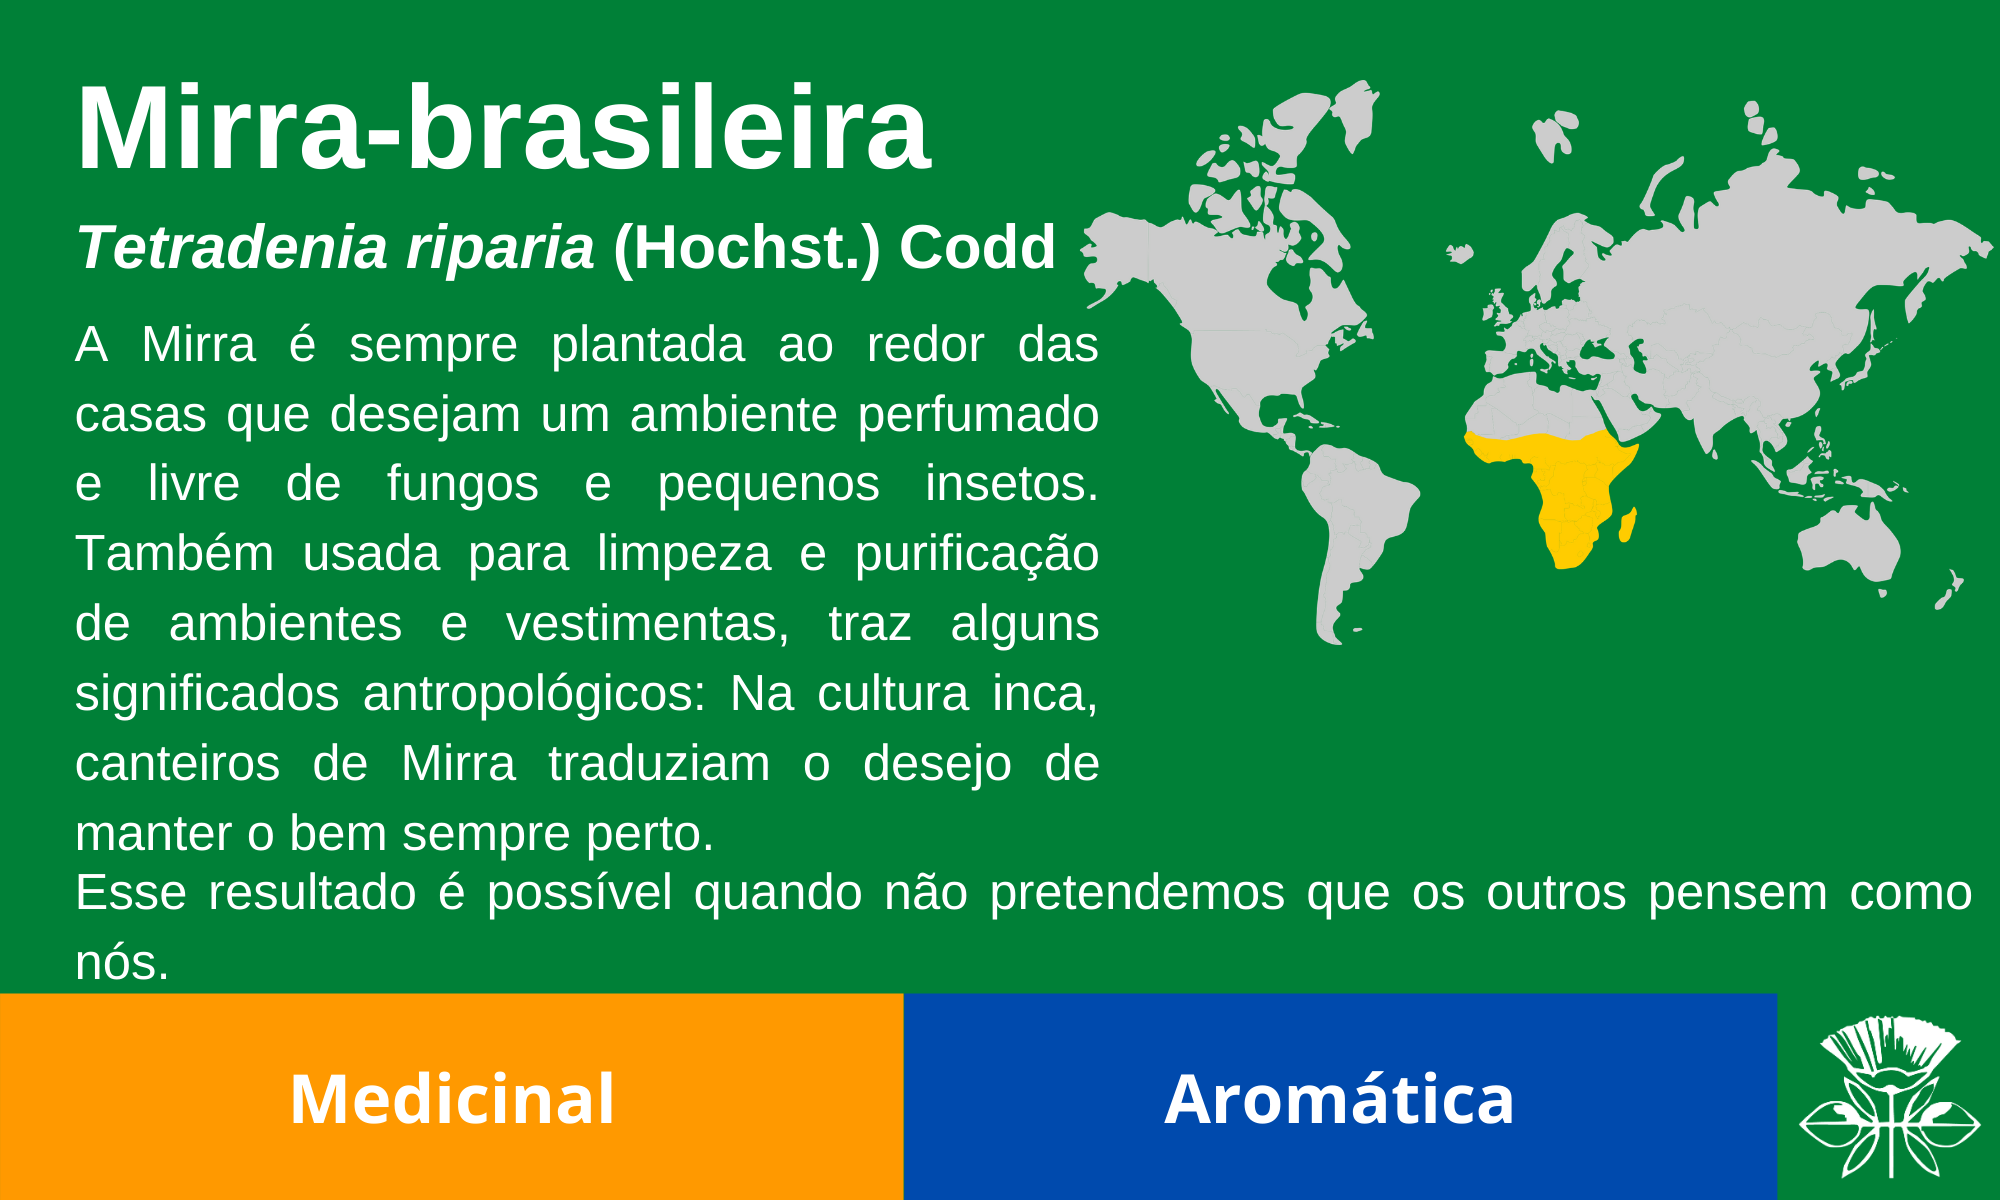 Mirra-brasileira
Tetradenia riparia (Hochst.) Codd
A Mirra é sempre plantada ao redor das
casas que desejam um ambiente perfumado
e livre de fungos e pequenos insetos.
Também usada para limpeza e purificação
de ambientes e vestimentas, traz alguns
significados antropológicos: Na cultura inca,
canteiros de Mirra traduziam o desejo de
manter o bem sempre perto.
Esse resultado é possível quando não pretendemos que os outros pensem como
nós.
Medicinal
Aromática